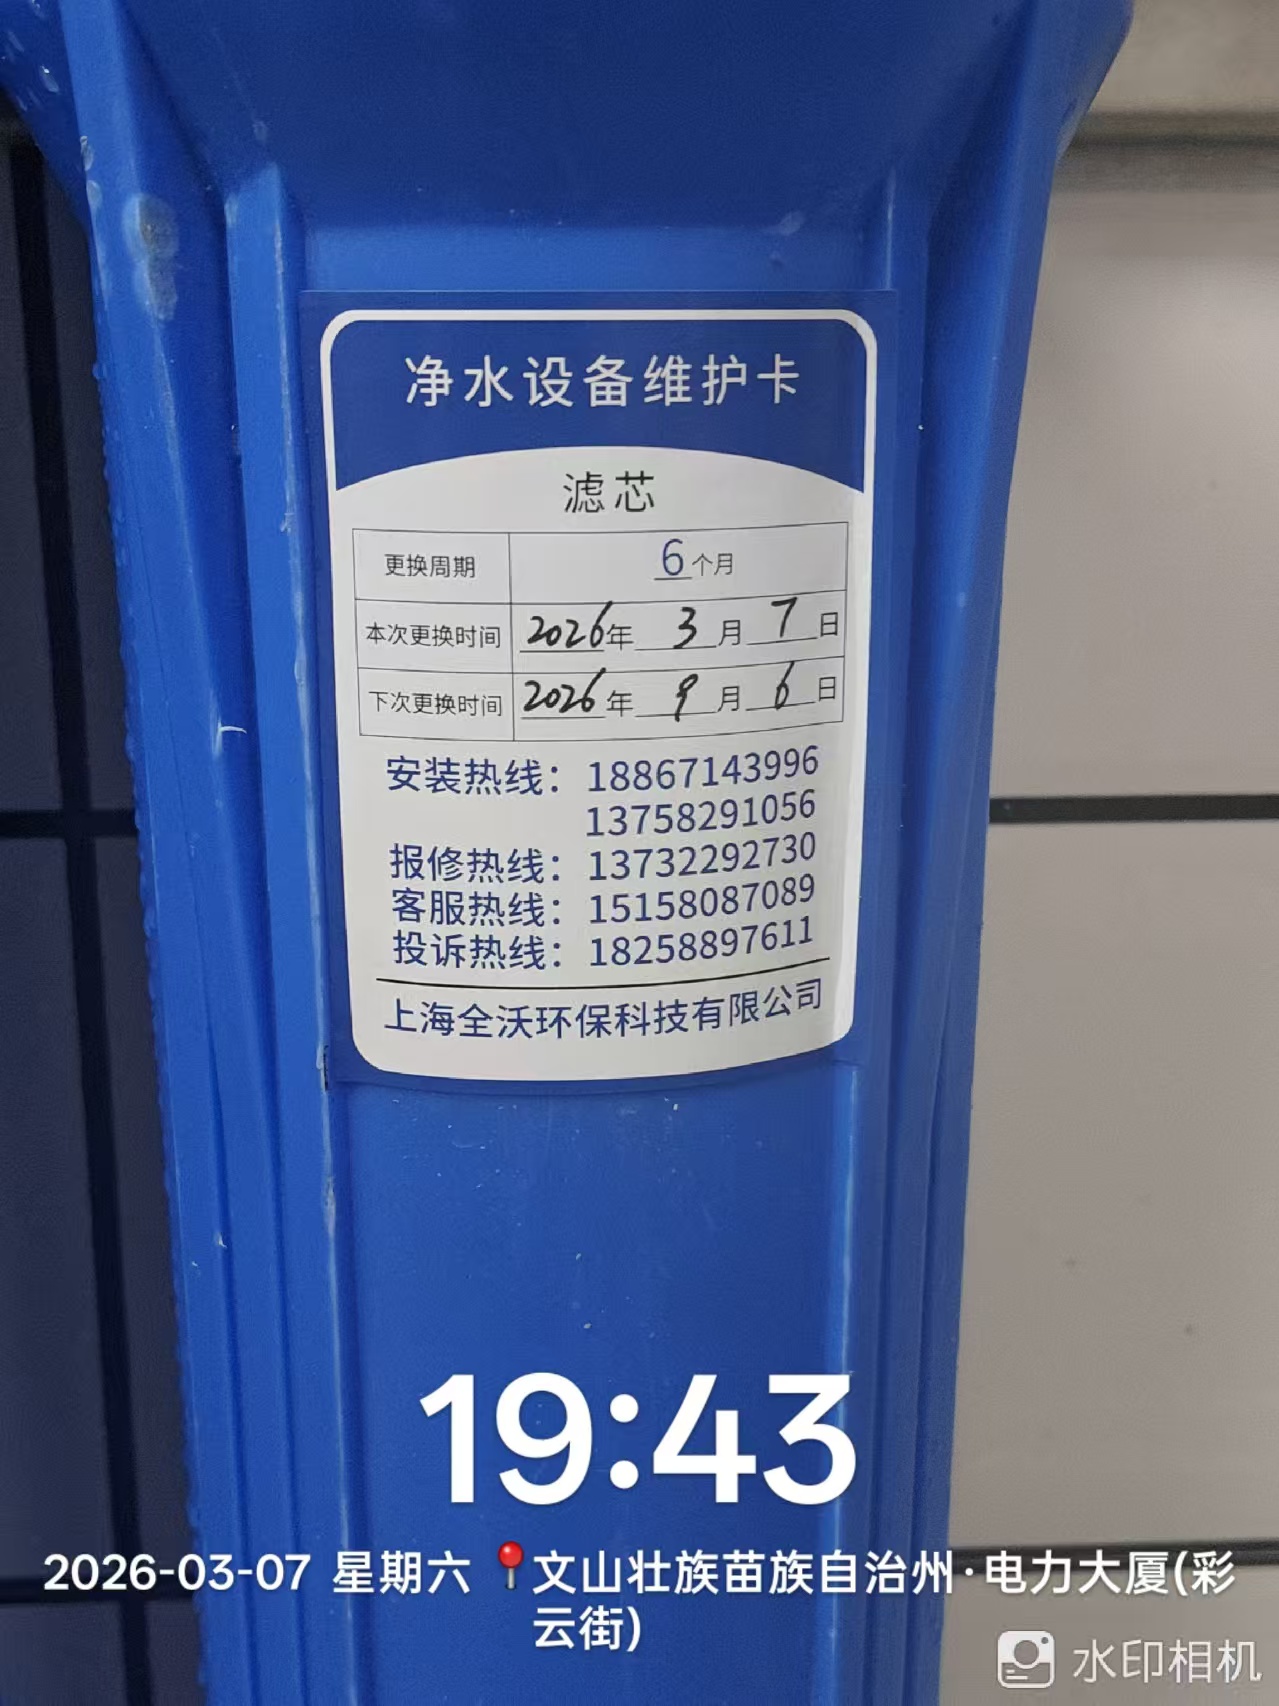 净水设备维护卡
滤芯
更换周期 6个月
本次更换时间 2026年 3月 7日
下次更换时间 2026年 9月 6日
安装热线：18867143996
13758291056
报修热线：13732292730
客服热线：15158087089
投诉热线：18258897611
上海全沃环保科技有限公司
19:43
2026-03-07 星期六 文山壮族苗族自治州·电力大厦(彩
云街)
水印相机